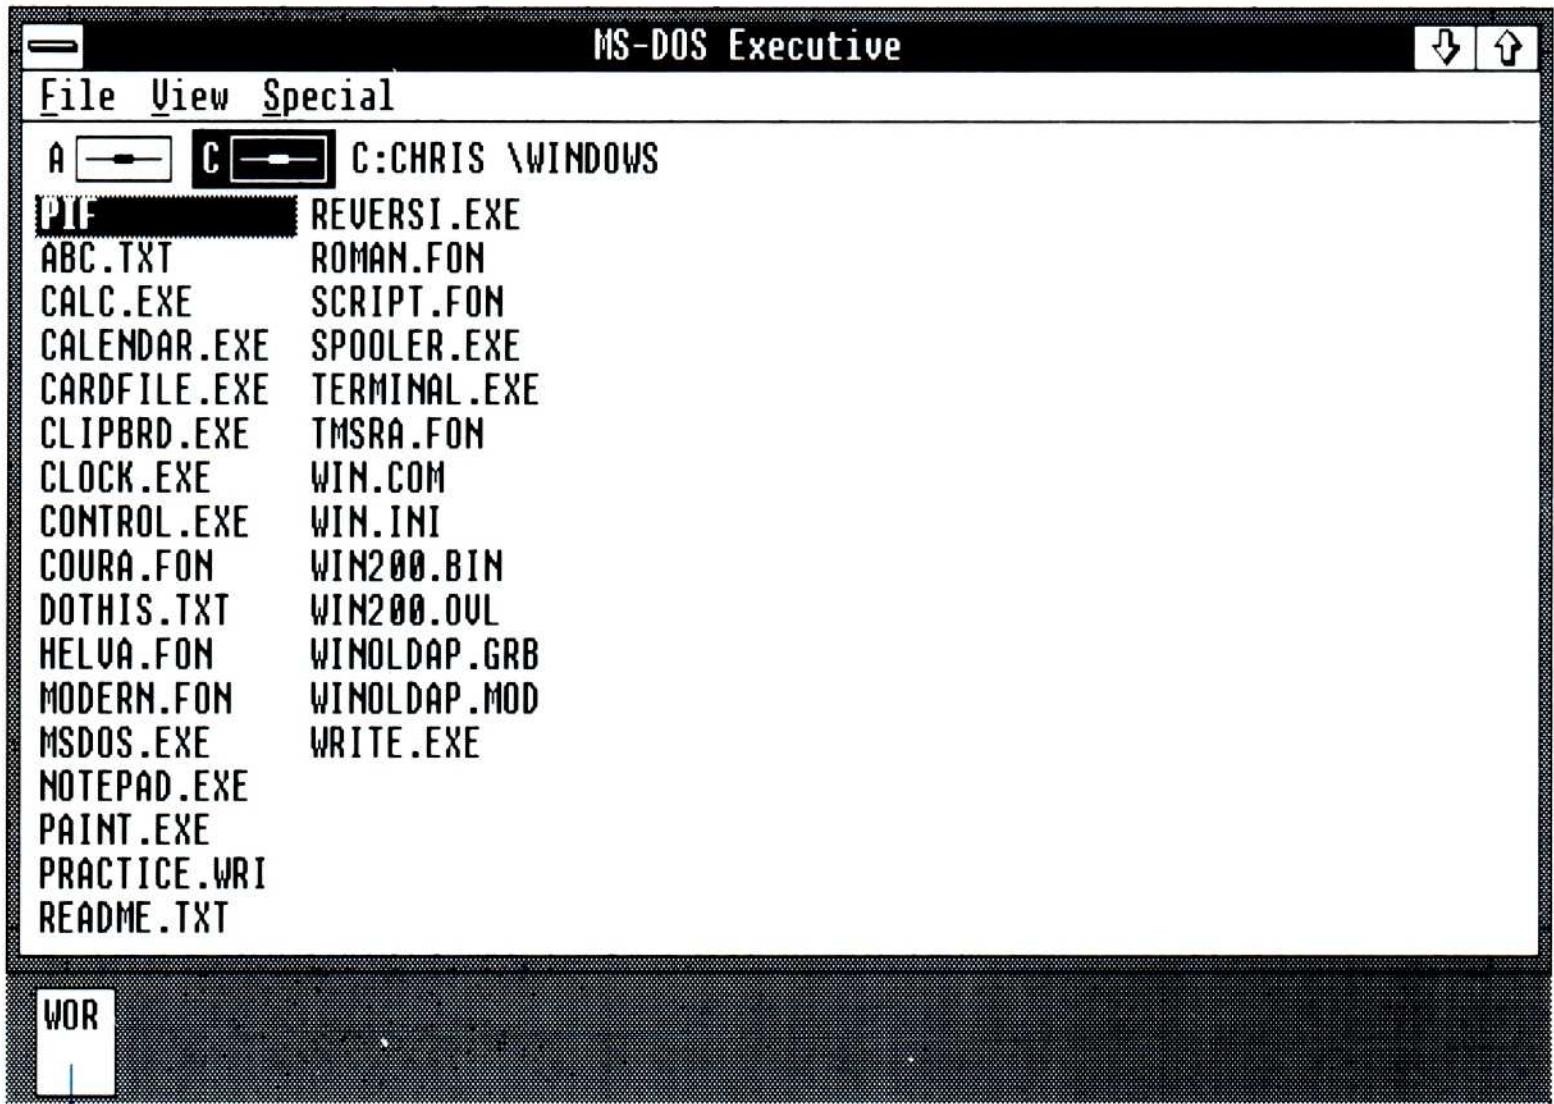 MS-DOS Executive
File View Special
A C C:CHRIS \WINDOWS
PIF
ABC.TXT
CALC.EXE
CALENDAR.EXE
CARDFILE.EXE
CLIPBRD.EXE
CLOCK.EXE
CONTROL.EXE
COURA.FON
DOTHIS.TXT
HELVA.FON
MODERN.FON
MSDOS.EXE
NOTEPAD.EXE
PAINT.EXE
PRACTICE.WRI
README.TXT
REVERSI.EXE
ROMAN.FON
SCRIPT.FON
SPOOLER.EXE
TERMINAL.EXE
TMSRA.FON
WIN.COM
WIN.INI
WIN200.BIN
WIN200.OVL
WINOLDAP.GRB
WINOLDAP.MOD
WRITE.EXE
WOR